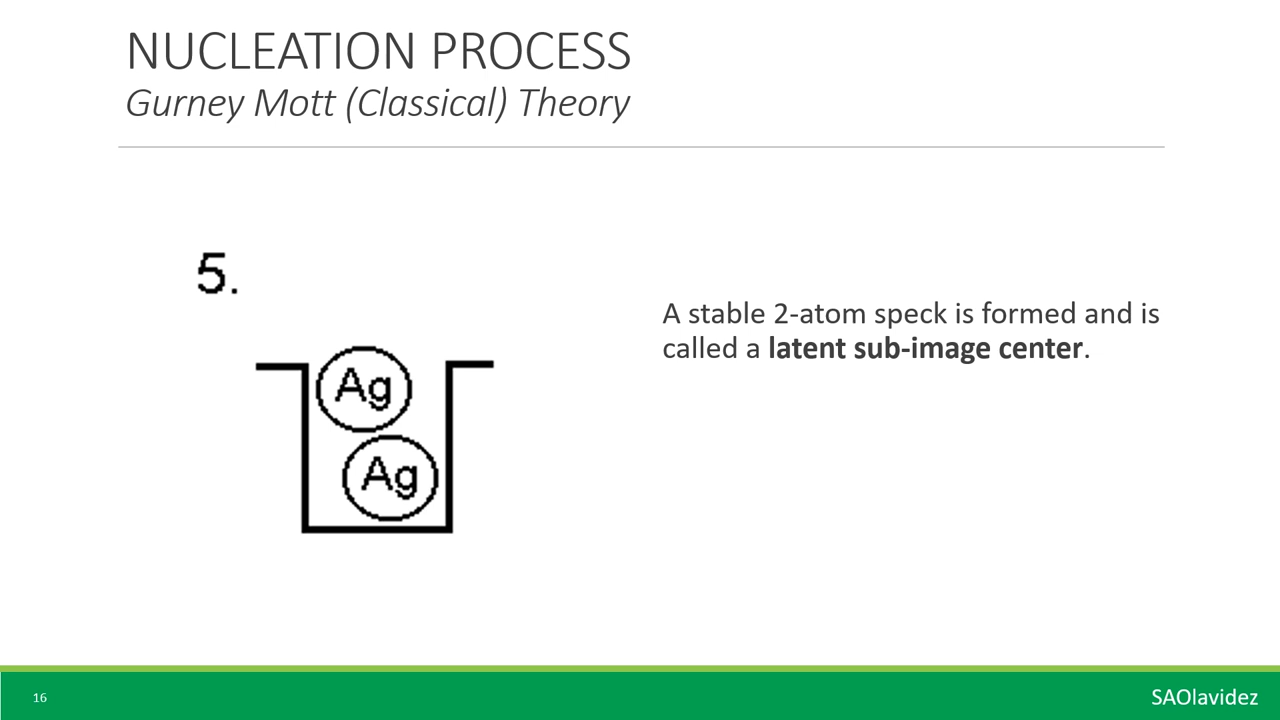 NUCLEATION PROCESS
Gurney Mott (Classical) Theory
5.
Ag
Ag
A stable 2-atom speck is formed and is
called a latent sub-image center.
16
SAOlavidez